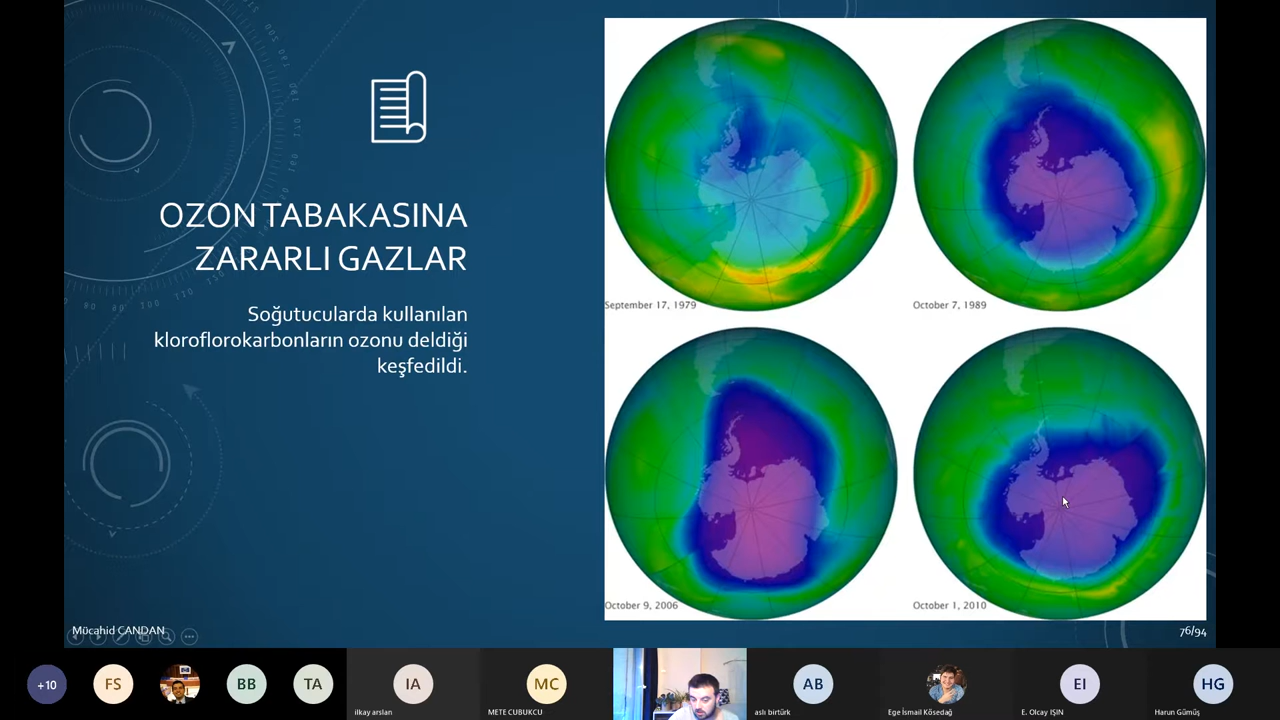 OZON TABAKASINA
ZARARLI GAZLAR
Soğutucularda kullanılan
kloroflorokarbonların ozonu deldiği
keşfedildi.
September 17, 1979
October 7, 1989
October 9, 2006
October 1, 2010
Mücahid CANDAN
76/94
+10
FS
BB
TA
IA
MC
AB
EI
HG
ilkay arslan
METE CUBUKCU
aslı birtürk
Ege İsmail Kösedağ
E. Olcay IŞIN
Harun Gümüş